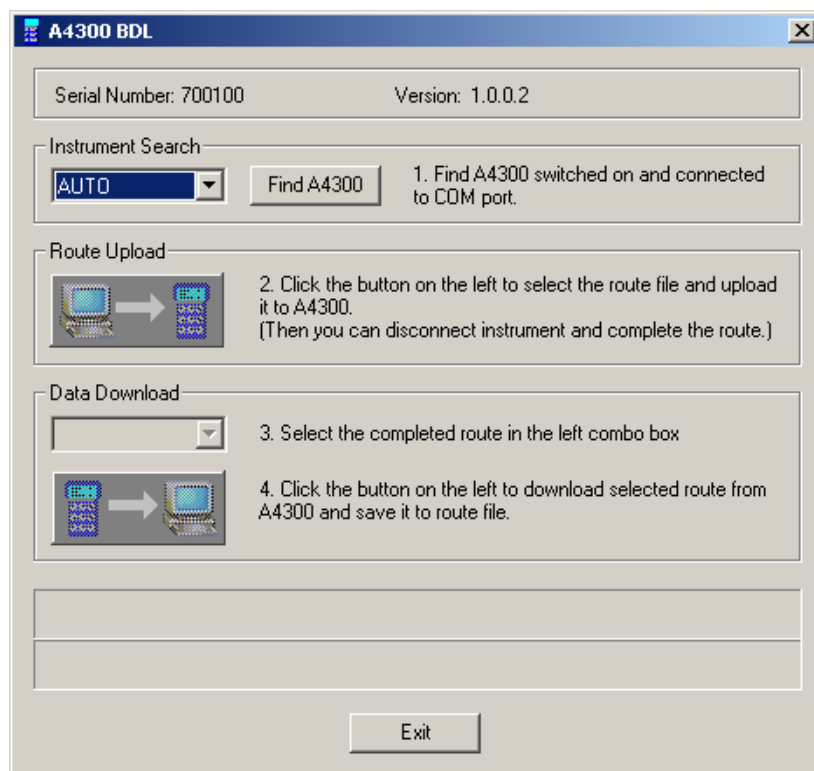 A4300 BDL
Serial Number: 700100 Version: 1.0.0.2
Instrument Search
AUTO
Find A4300
1. Find A4300 switched on and connected
to COM port.
Route Upload
2. Click the button on the left to select the route file and upload
it to A4300.
(Then you can disconnect instrument and complete the route.)
Data Download
3. Select the completed route in the left combo box
4. Click the button on the left to download selected route from
A4300 and save it to route file.
Exit